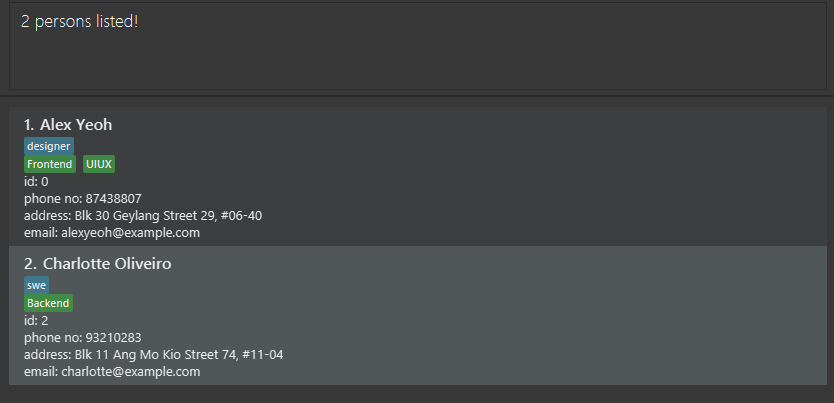 2 persons listed!
1. Alex Yeoh
designer
Frontend UIUX
id: 0
phone no: 87438807
address: Blk 30 Geylang Street 29, #06-40
email: alexyeoh@example.com
2. Charlotte Oliveiro
swe
Backend
id: 2
phone no: 93210283
address: Blk 11 Ang Mo Kio Street 74, #11-04
email: charlotte@example.com